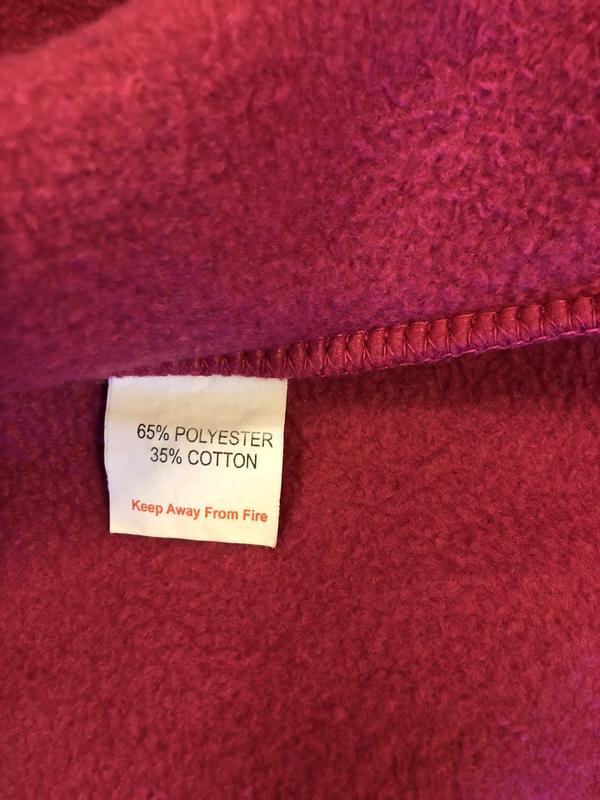 65% POLYESTER
35% COTTON
Keep Away From Fire